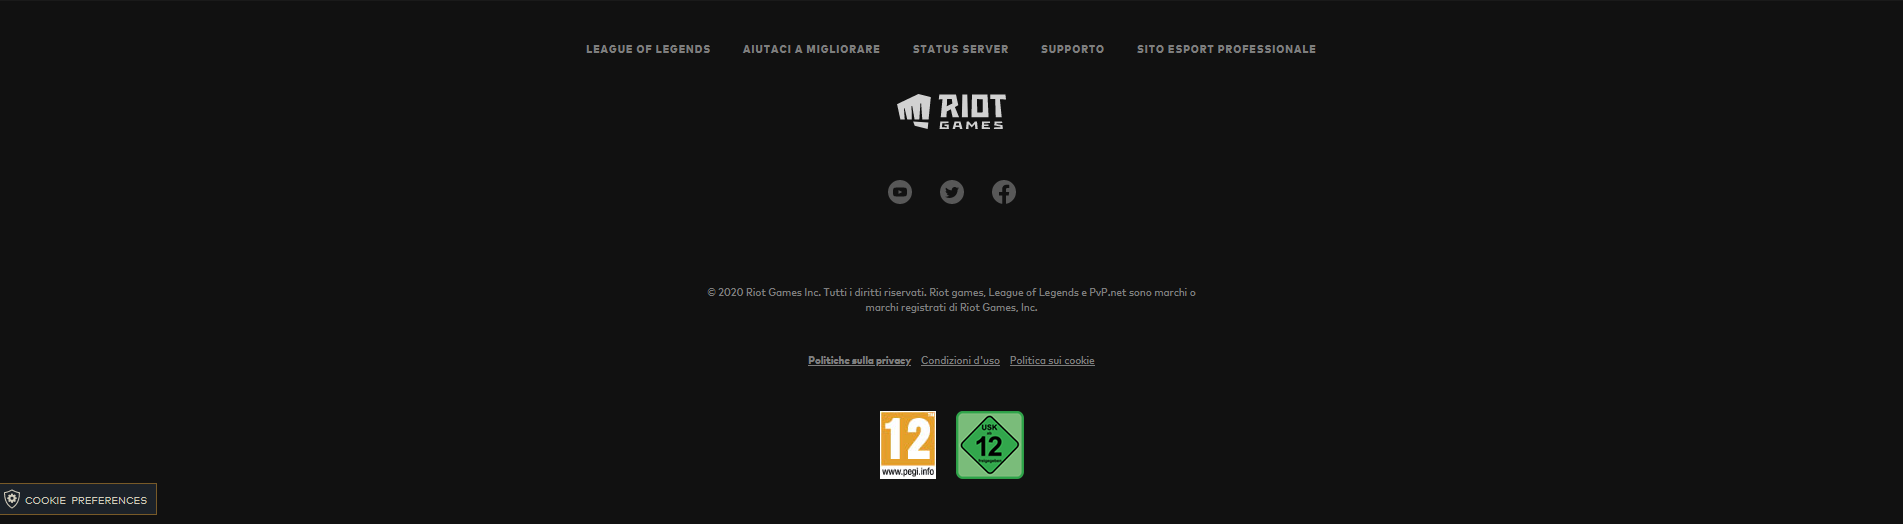 LEAGUE OF LEGENDS AIUTACI A MIGLIORARE STATUS SERVER SUPPORTO SITO ESPORT PROFESSIONALE
RIOT
GAMES
© 2020 Riot Games Inc. Tutti i diritti riservati. Riot games, League of Legends e PvP.net sono marchi o
marchi registrati di Riot Games, Inc.
Politiche sulla privacy Condizioni d'uso Politica sui cookie
12
www.pegi.info
USK
ab
12
freigegeben
COOKIE PREFERENCES